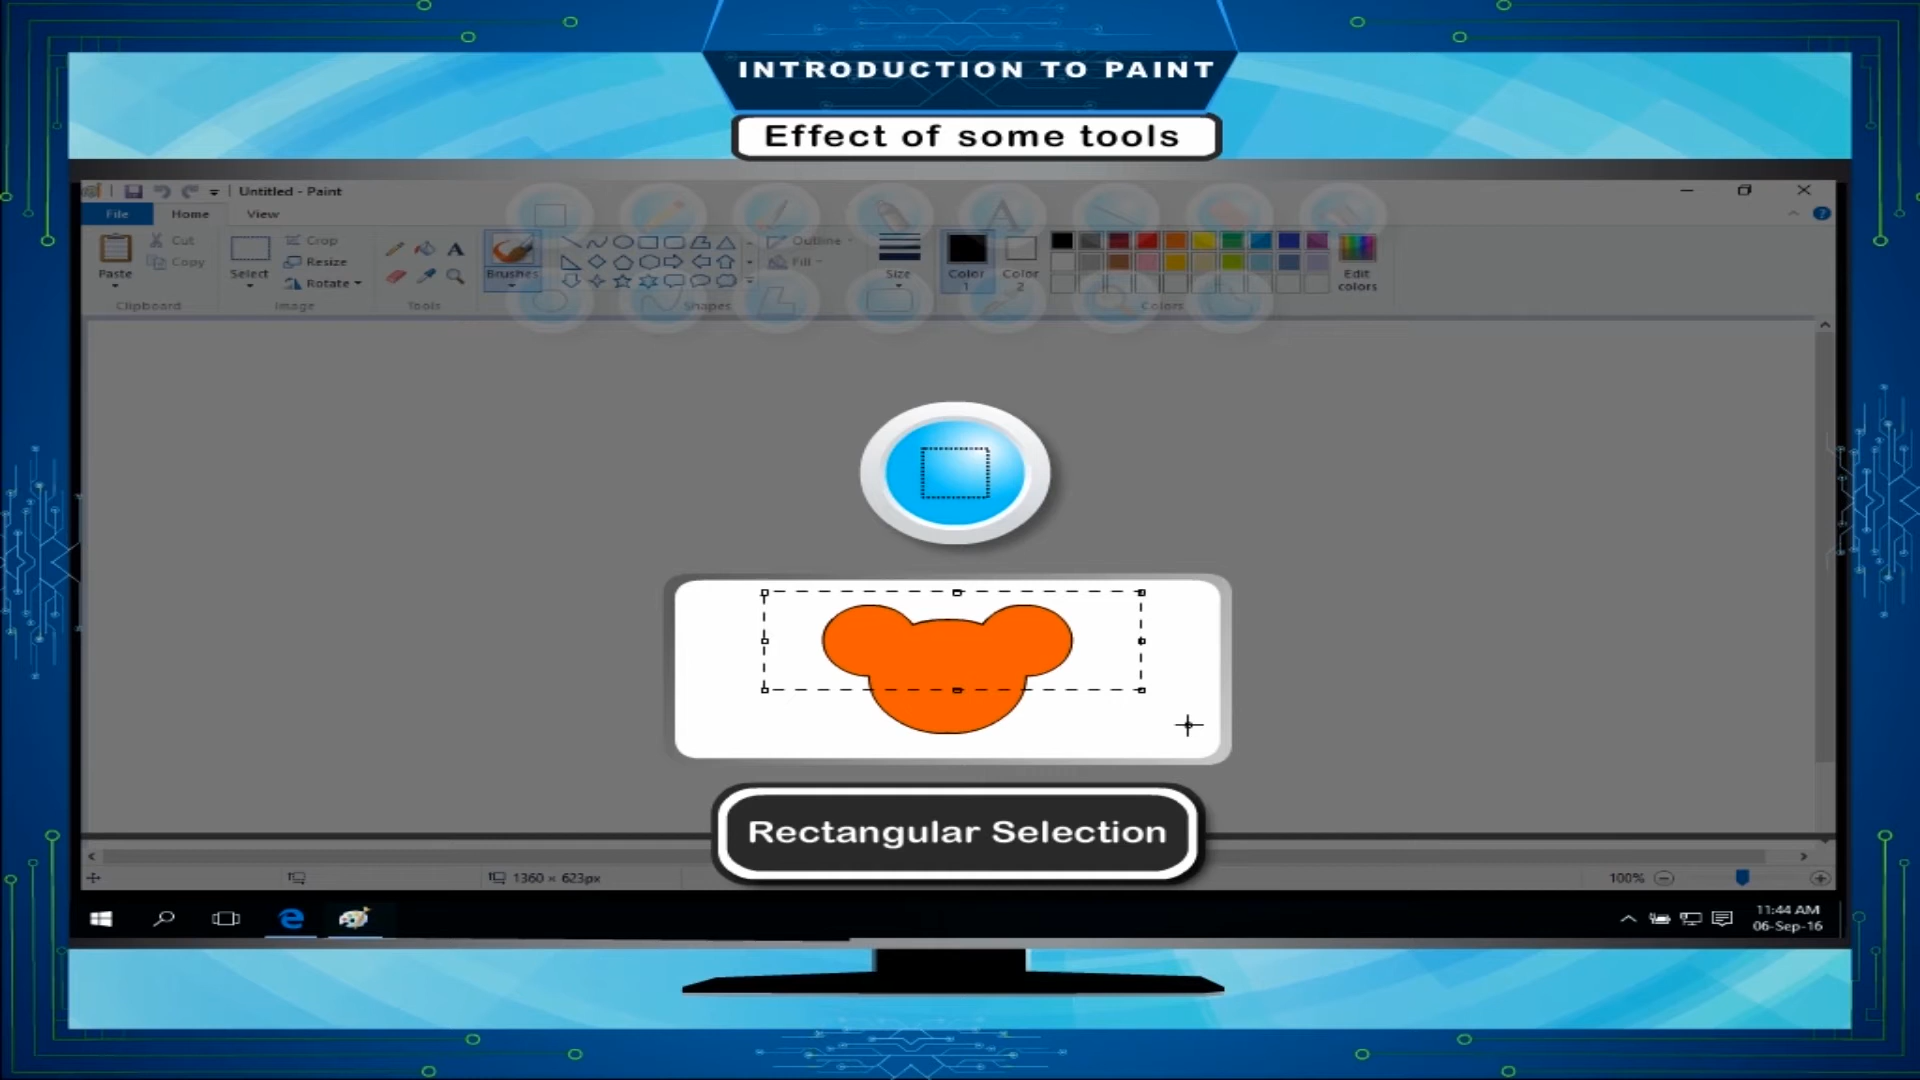 INTRODUCTION TO PAINT
Effect of some tools
Untitled - Paint
File Home View
Cut
Copy
Paste
Clipboard
Select
Crop
Resize
Rotate
Image
A
Tools
Brushes
Shapes
Outline
Fill
Size
Color 1
Color 2
Edit colors
Colors
Rectangular Selection
1360 × 623px
100%
11:44 AM
06-Sep-16